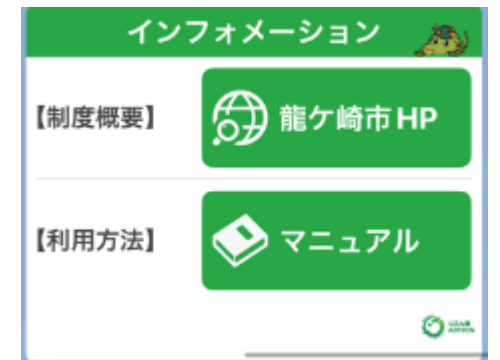 インフォメーション
【制度概要】
龍ケ崎市HP
【利用方法】
マニュアル